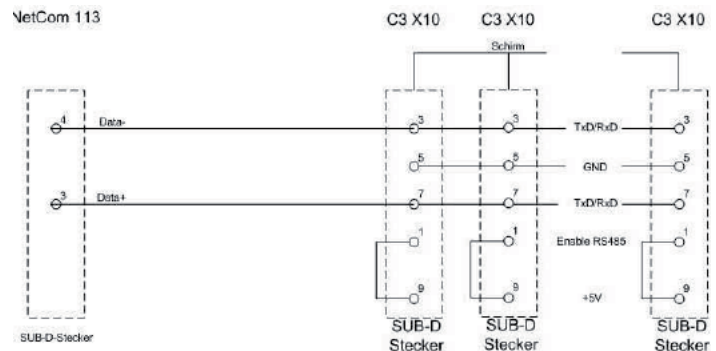 NetCom 113 C3 X10 C3 X10 C3 X10
Schirm
4 Data- 3 3 TxD/RxD 3
5 5 GND 5
3 Data+ 7 7 TxD/RxD 7
1 1 Enable RS485 1
9 9 +5V 9
SUB-D-Stecker SUB-D Stecker SUB-D Stecker SUB-D Stecker